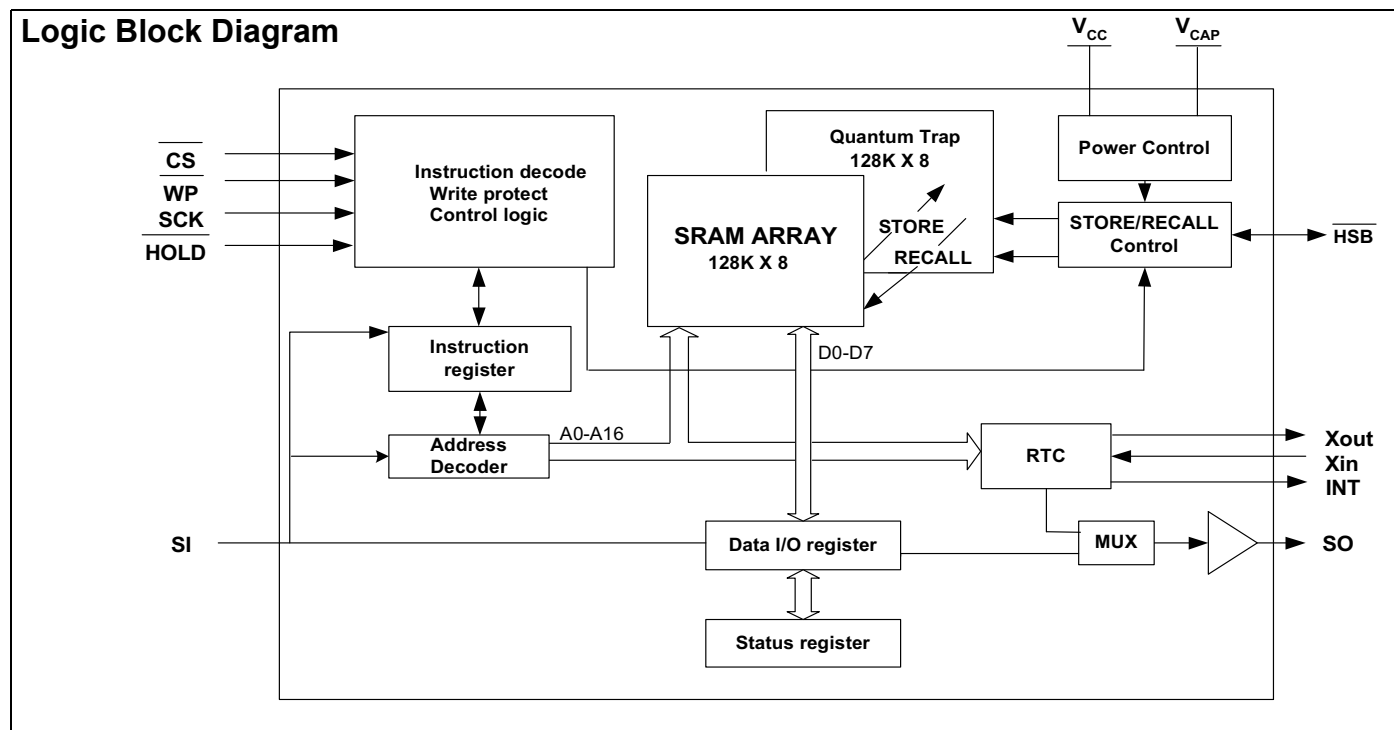 Logic Block Diagram
V_CC
V_CAP
Quantum Trap
128K X 8
Power Control
CS
WP
SCK
HOLD
Instruction decode
Write protect
Control logic
SRAM ARRAY
128K X 8
STORE
RECALL
STORE/RECALL
Control
HSB
Instruction
register
D0-D7
A0-A16
Address
Decoder
RTC
Xout
Xin
INT
SI
Data I/O register
MUX
SO
Status register